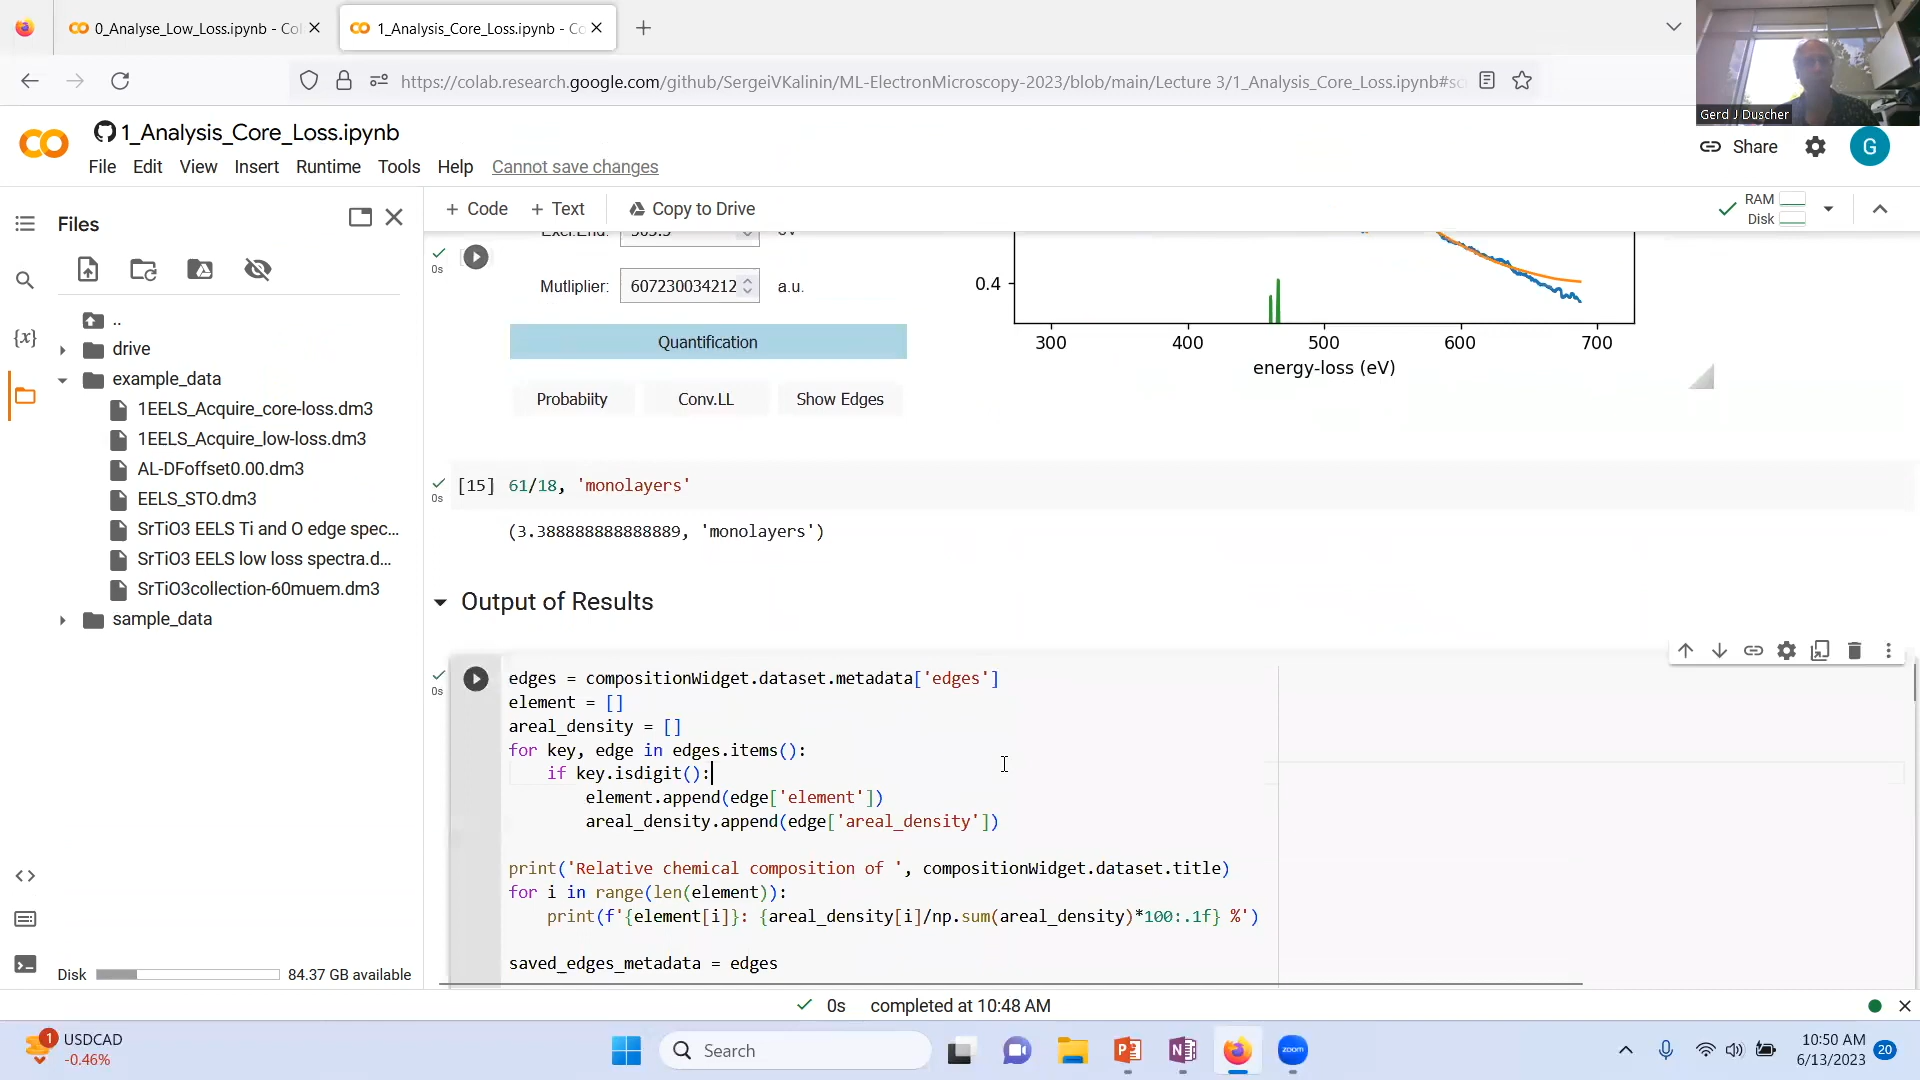 0_Analyse_Low_Loss.ipynb - Co
1_Analysis_Core_Loss.ipynb - Co
https://colab.research.google.com/github/SergeiVKalinin/ML-ElectronMicroscopy-2023/blob/main/Lecture 3/1_Analysis_Core_Loss.ipynb#sc
Gerd J Duscher
1_Analysis_Core_Loss.ipynb
File Edit View Insert Runtime Tools Help Cannot save changes
Share
G
Files
+ Code + Text Copy to Drive
RAM
Disk
..
drive
example_data
1EELS_Acquire_core-loss.dm3
1EELS_Acquire_low-loss.dm3
AL-DFoffset0.00.dm3
EELS_STO.dm3
SrTiO3 EELS Ti and O edge spec...
SrTiO3 EELS low loss spectra.d...
SrTiO3collection-60muem.dm3
sample_data
Disk 84.37 GB available
0s
Mutliplier: 607230034212 a.u.
Quantification
Probabiity Conv.LL Show Edges
0.4
300 400 500 600 700
energy-loss (eV)
0s
[15] 61/18, 'monolayers'
(3.388888888888889, 'monolayers')
Output of Results
0s
edges = compositionWidget.dataset.metadata['edges']
element = []
areal_density = []
for key, edge in edges.items():
if key.isdigit():
element.append(edge['element'])
areal_density.append(edge['areal_density'])
print('Relative chemical composition of ', compositionWidget.dataset.title)
for i in range(len(element)):
print(f'{element[i]}: {areal_density[i]/np.sum(areal_density)*100:.1f} %')
saved_edges_metadata = edges
0s completed at 10:48 AM
1
USDCAD
-0.46%
Search
zoom
10:50 AM
6/13/2023
20